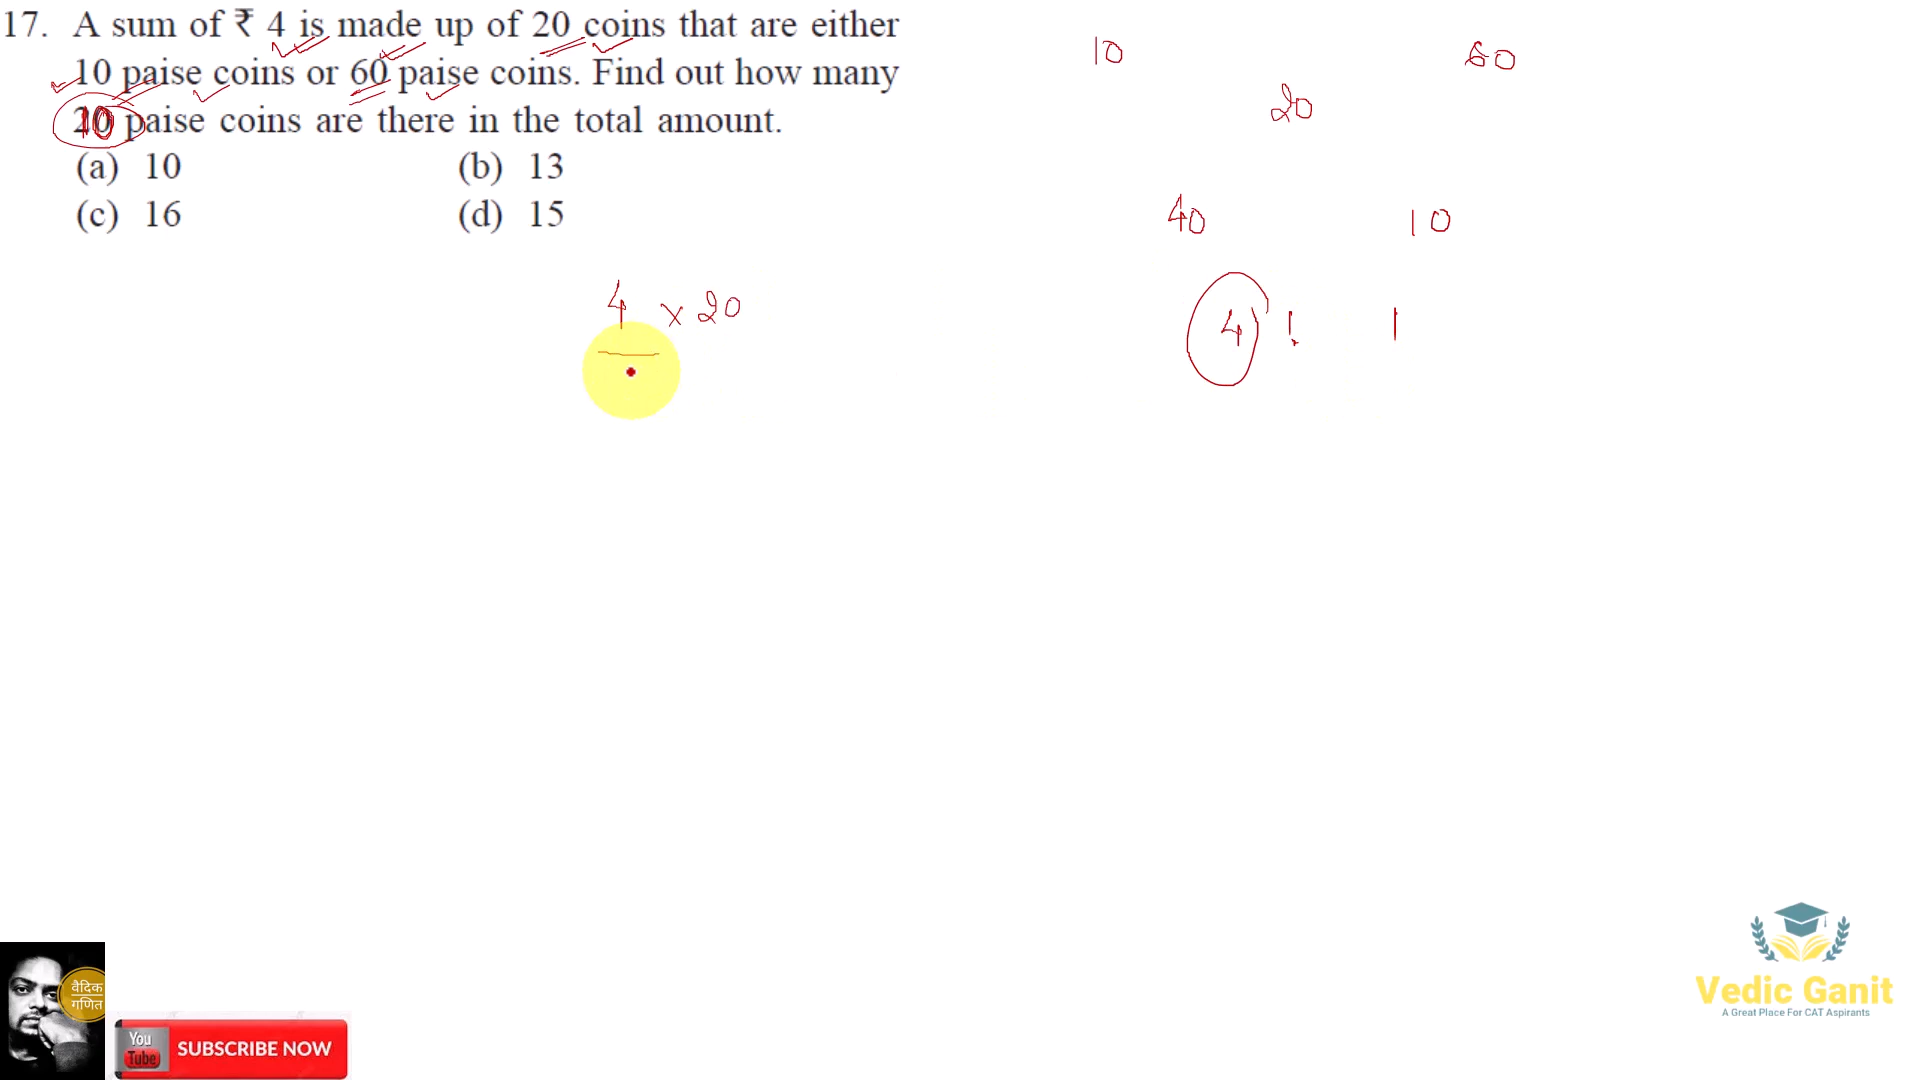 17. A sum of ₹ 4 is made up of 20 coins that are either
10 paise coins or 60 paise coins. Find out how many
10 paise coins are there in the total amount.
(a) 10 (b) 13
(c) 16 (d) 15
10 60
20
40 10
4 : 1
4 × 20
वैदिक
गणित
You
Tube
SUBSCRIBE NOW
Vedic Ganit
A Great Place For CAT Aspirants